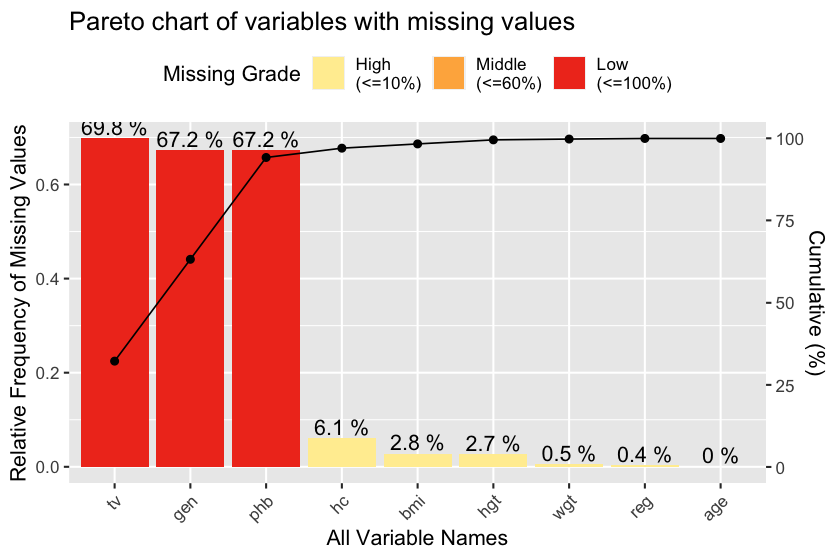 Pareto chart of variables with missing values
Missing Grade
High
(<=10%)
Middle
(<=60%)
Low
(<=100%)
Relative Frequency of Missing Values
0.6
0.4
0.2
0.0
69.8 %
67.2 %
67.2 %
6.1 %
2.8 %
2.7 %
0.5 %
0.4 %
0 %
100
75
50
25
0
Cumulative (%)
tv
gen
phb
hc
bmi
hgt
wgt
reg
age
All Variable Names